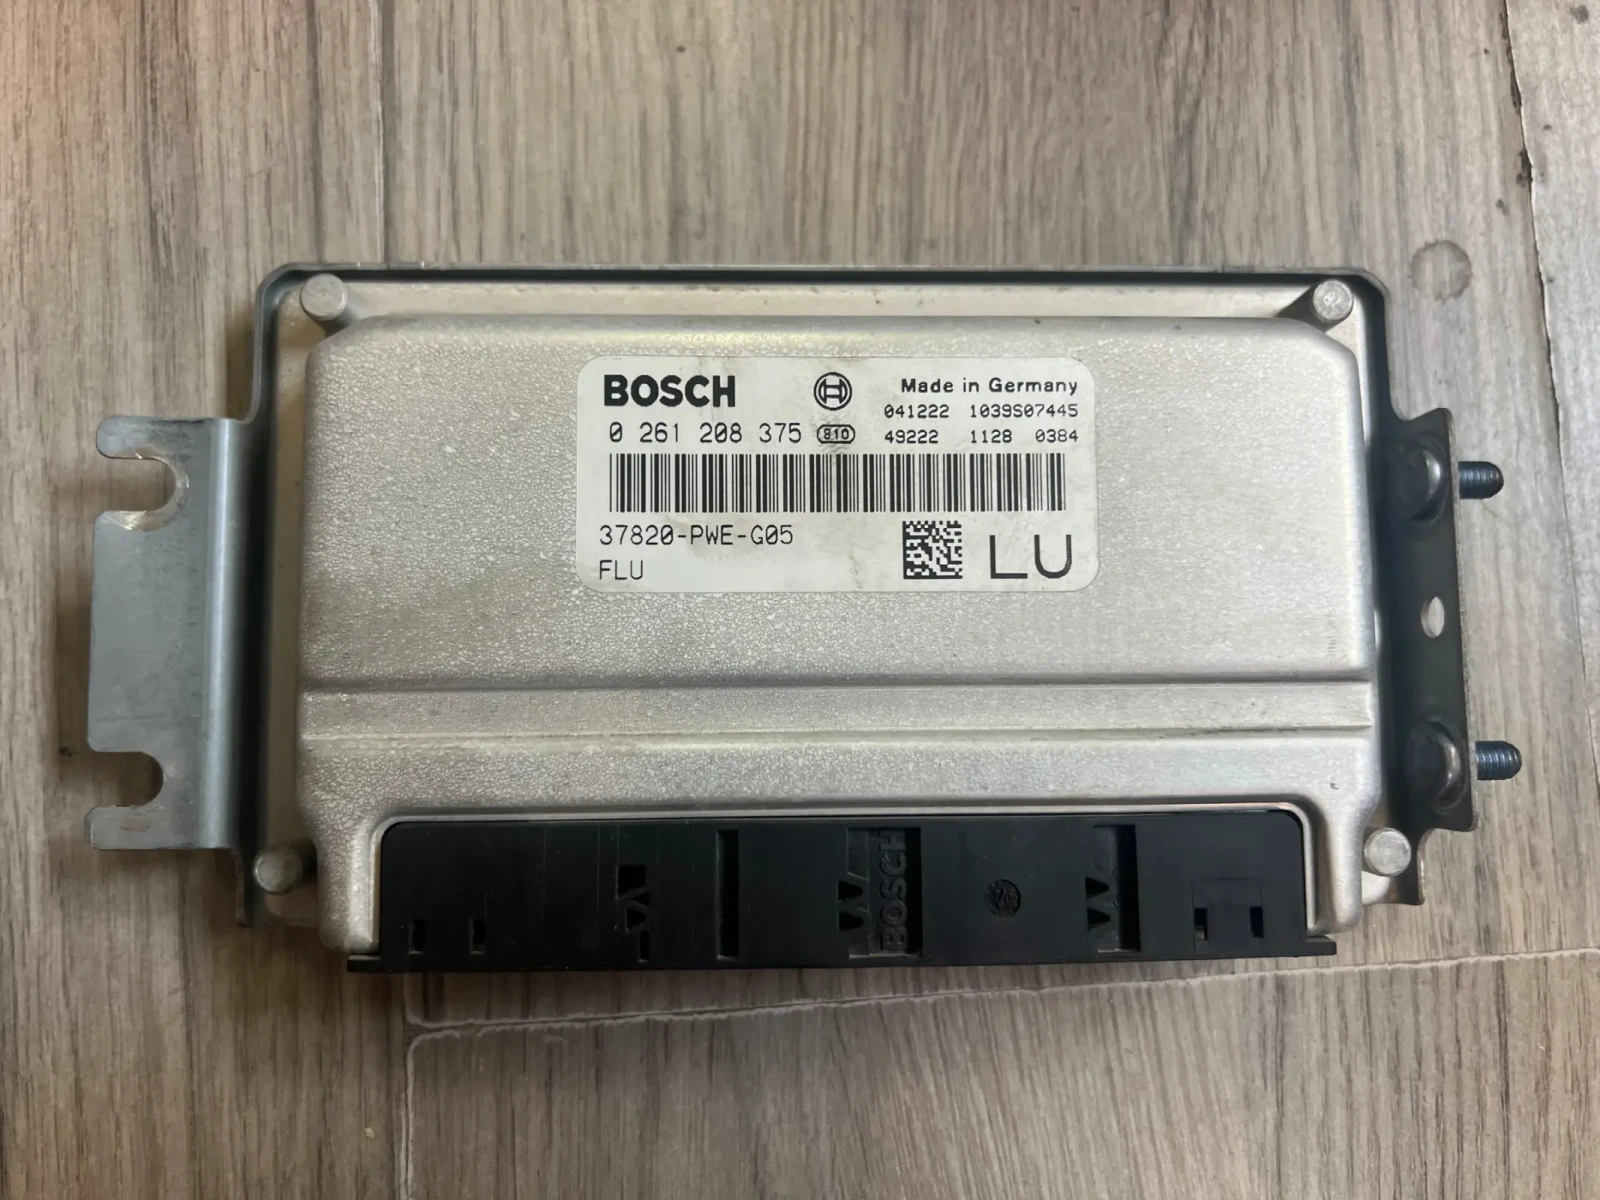 BOSCH
Made in Germany
041222 1039S07445
0 261 208 375 810 49222 1128 0384
37820-PWE-G05
FLU
LU
BOSCH